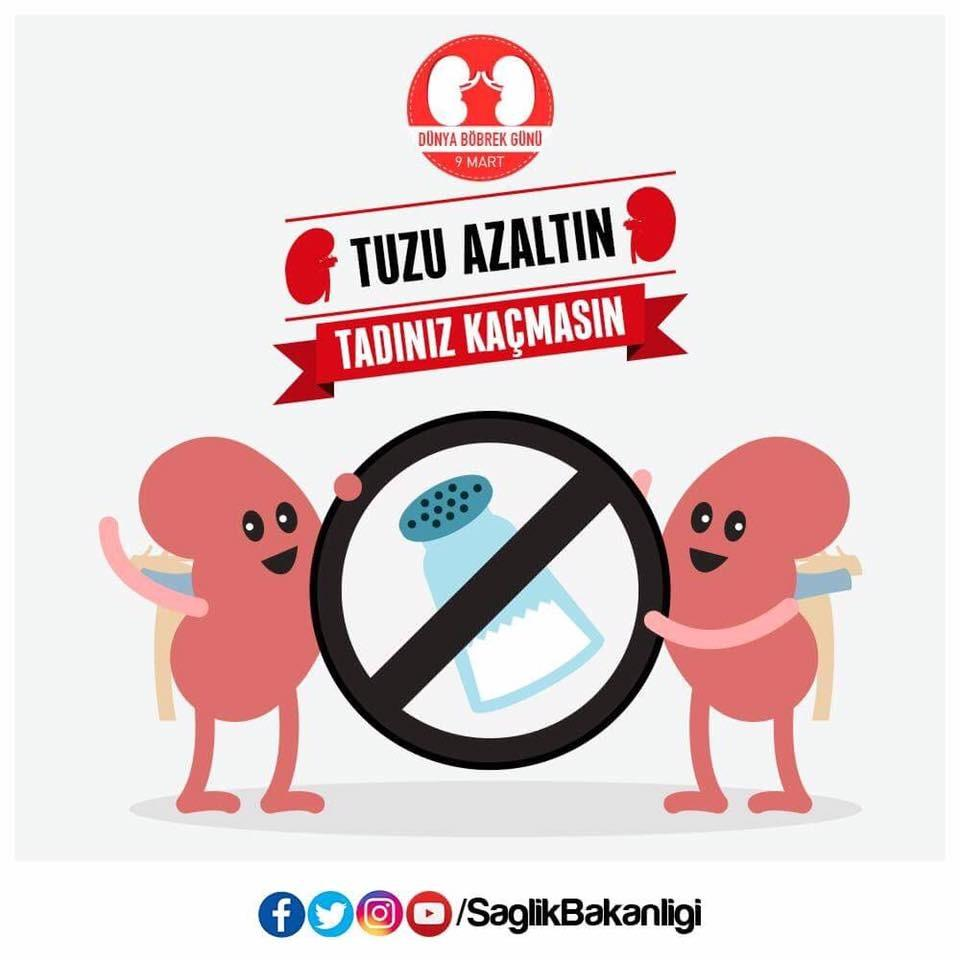 DÜNYA BÖBREK GÜNÜ
9 MART
TUZU AZALTIN
TADINIZ KAÇMASIN
/SaglikBakanligi